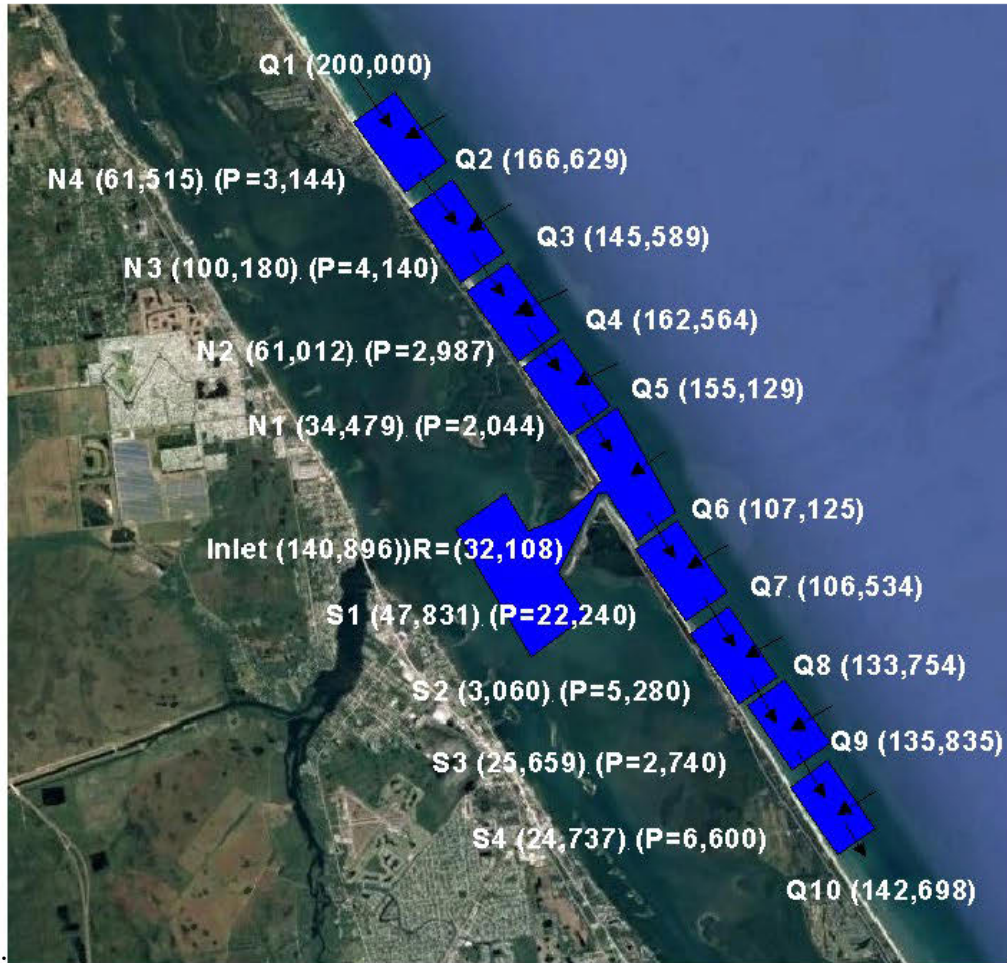 Q1 (200,000)
Q2 (166,629)
N4 (61,515) (P=3,144)
Q3 (145,589)
N3 (100,180) (P=4,140)
Q4 (162,564)
N2 (61,012) (P=2,987)
Q5 (155,129)
N1 (34,479) (P=2,044)
Q6 (107,125)
Inlet (140,896))R=(32,108)
Q7 (106,534)
S1 (47,831) (P=22,240)
Q8 (133,754)
S2 (3,060) (P=5,280)
Q9 (135,835)
S3 (25,659) (P=2,740)
S4 (24,737) (P=6,600)
Q10 (142,698)